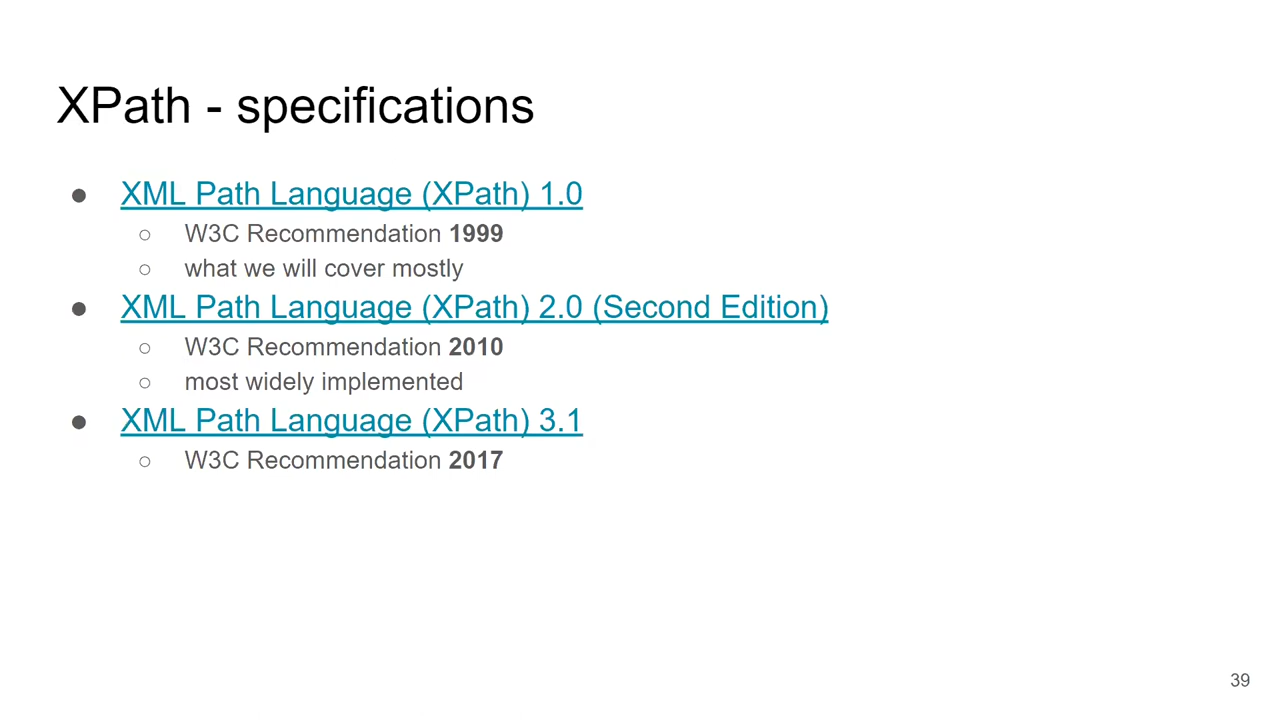 XPath - specifications
● XML Path Language (XPath) 1.0
○ W3C Recommendation 1999
○ what we will cover mostly
● XML Path Language (XPath) 2.0 (Second Edition)
○ W3C Recommendation 2010
○ most widely implemented
● XML Path Language (XPath) 3.1
○ W3C Recommendation 2017
39